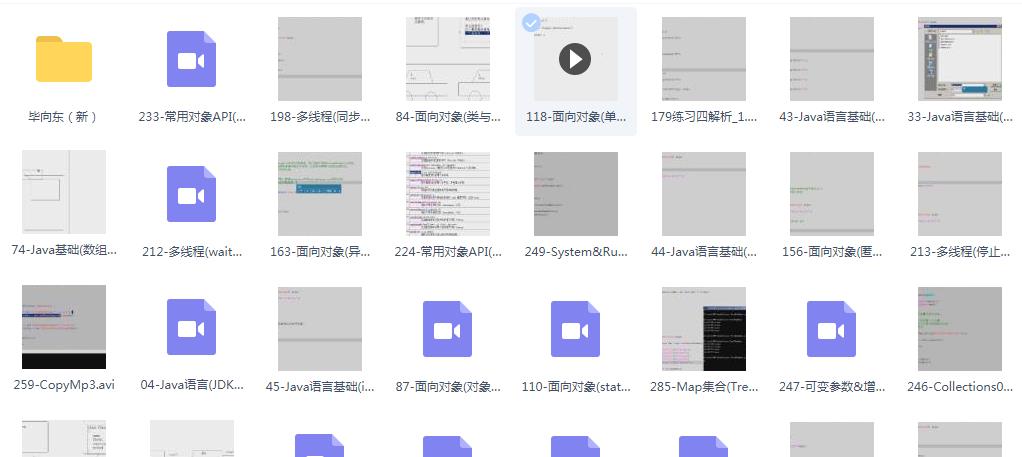 毕向东（新）
233-常用对象API(...
198-多线程(同步...
84-面向对象(类与...
118-面向对象(单...
179练习四解析_1....
43-Java语言基础(...
33-Java语言基础(...
74-Java基础(数组...
212-多线程(wait...
163-面向对象(异...
224-常用对象API(...
249-System&Ru...
44-Java语言基础(...
156-面向对象(匿...
213-多线程(停止...
259-CopyMp3.avi
04-Java语言(JDK...
45-Java语言基础(i...
87-面向对象(对象...
110-面向对象(stat...
285-Map集合(Tre...
247-可变参数&增...
246-Collections0...